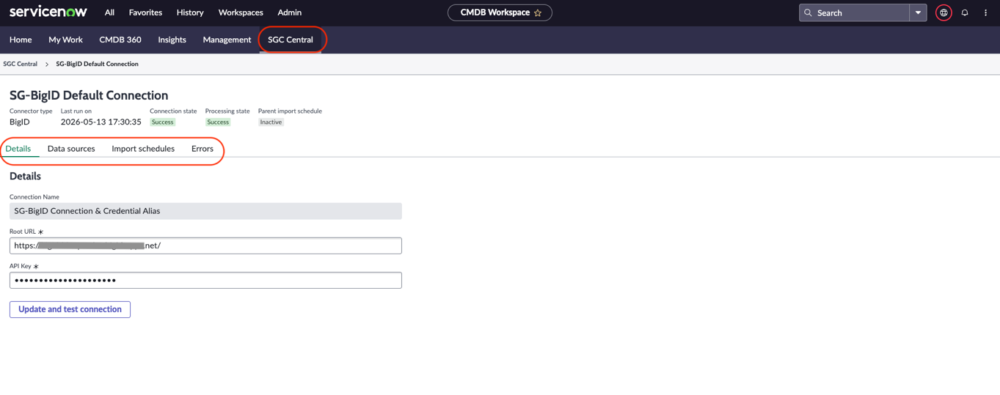 servicenow All Favorites History Workspaces Admin CMDB Workspace Search
Home My Work CMDB 360 Insights Management SGC Central
SGC Central > SG-BigID Default Connection
SG-BigID Default Connection
Connector type Last run on Connection state Processing state Parent import schedule
BigID 2026-05-13 17:30:35 Success Success Inactive
Details Data sources Import schedules Errors
Details
Connection Name
SG-BigID Connection & Credential Alias
Root URL *
https:/ .net/
API Key *
•••••••••••••••••••••
Update and test connection